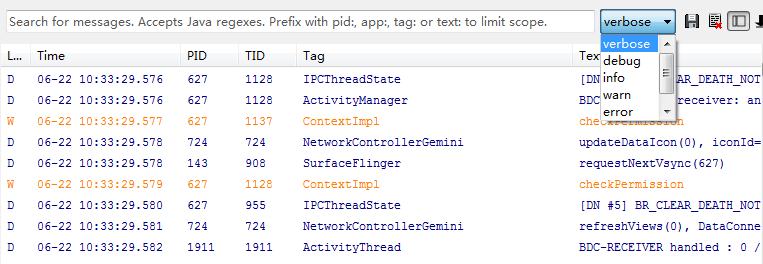 Search for messages. Accepts Java regexes. Prefix with pid:, app:, tag: or text: to limit scope. verbose
verbose
debug
info
warn
error
L... Time PID TID Tag Tex
D 06-22 10:33:29.576 627 1128 IPCThreadState [DN AR_DEATH_NOT
D 06-22 10:33:29.576 627 1128 ActivityManager BDC- receiver: an
W 06-22 10:33:29.577 627 1137 ContextImpl checkPermission
D 06-22 10:33:29.578 724 724 NetworkControllerGemini updateDataIcon(0), iconId=
D 06-22 10:33:29.578 143 908 SurfaceFlinger requestNextVsync(627)
W 06-22 10:33:29.579 627 1128 ContextImpl checkPermission
D 06-22 10:33:29.580 627 955 IPCThreadState [DN #5] BR_CLEAR_DEATH_NOT
D 06-22 10:33:29.581 724 724 NetworkControllerGemini refreshViews(0), DataConne
D 06-22 10:33:29.582 1911 1911 ActivityThread BDC-RECEIVER handled : 0 /